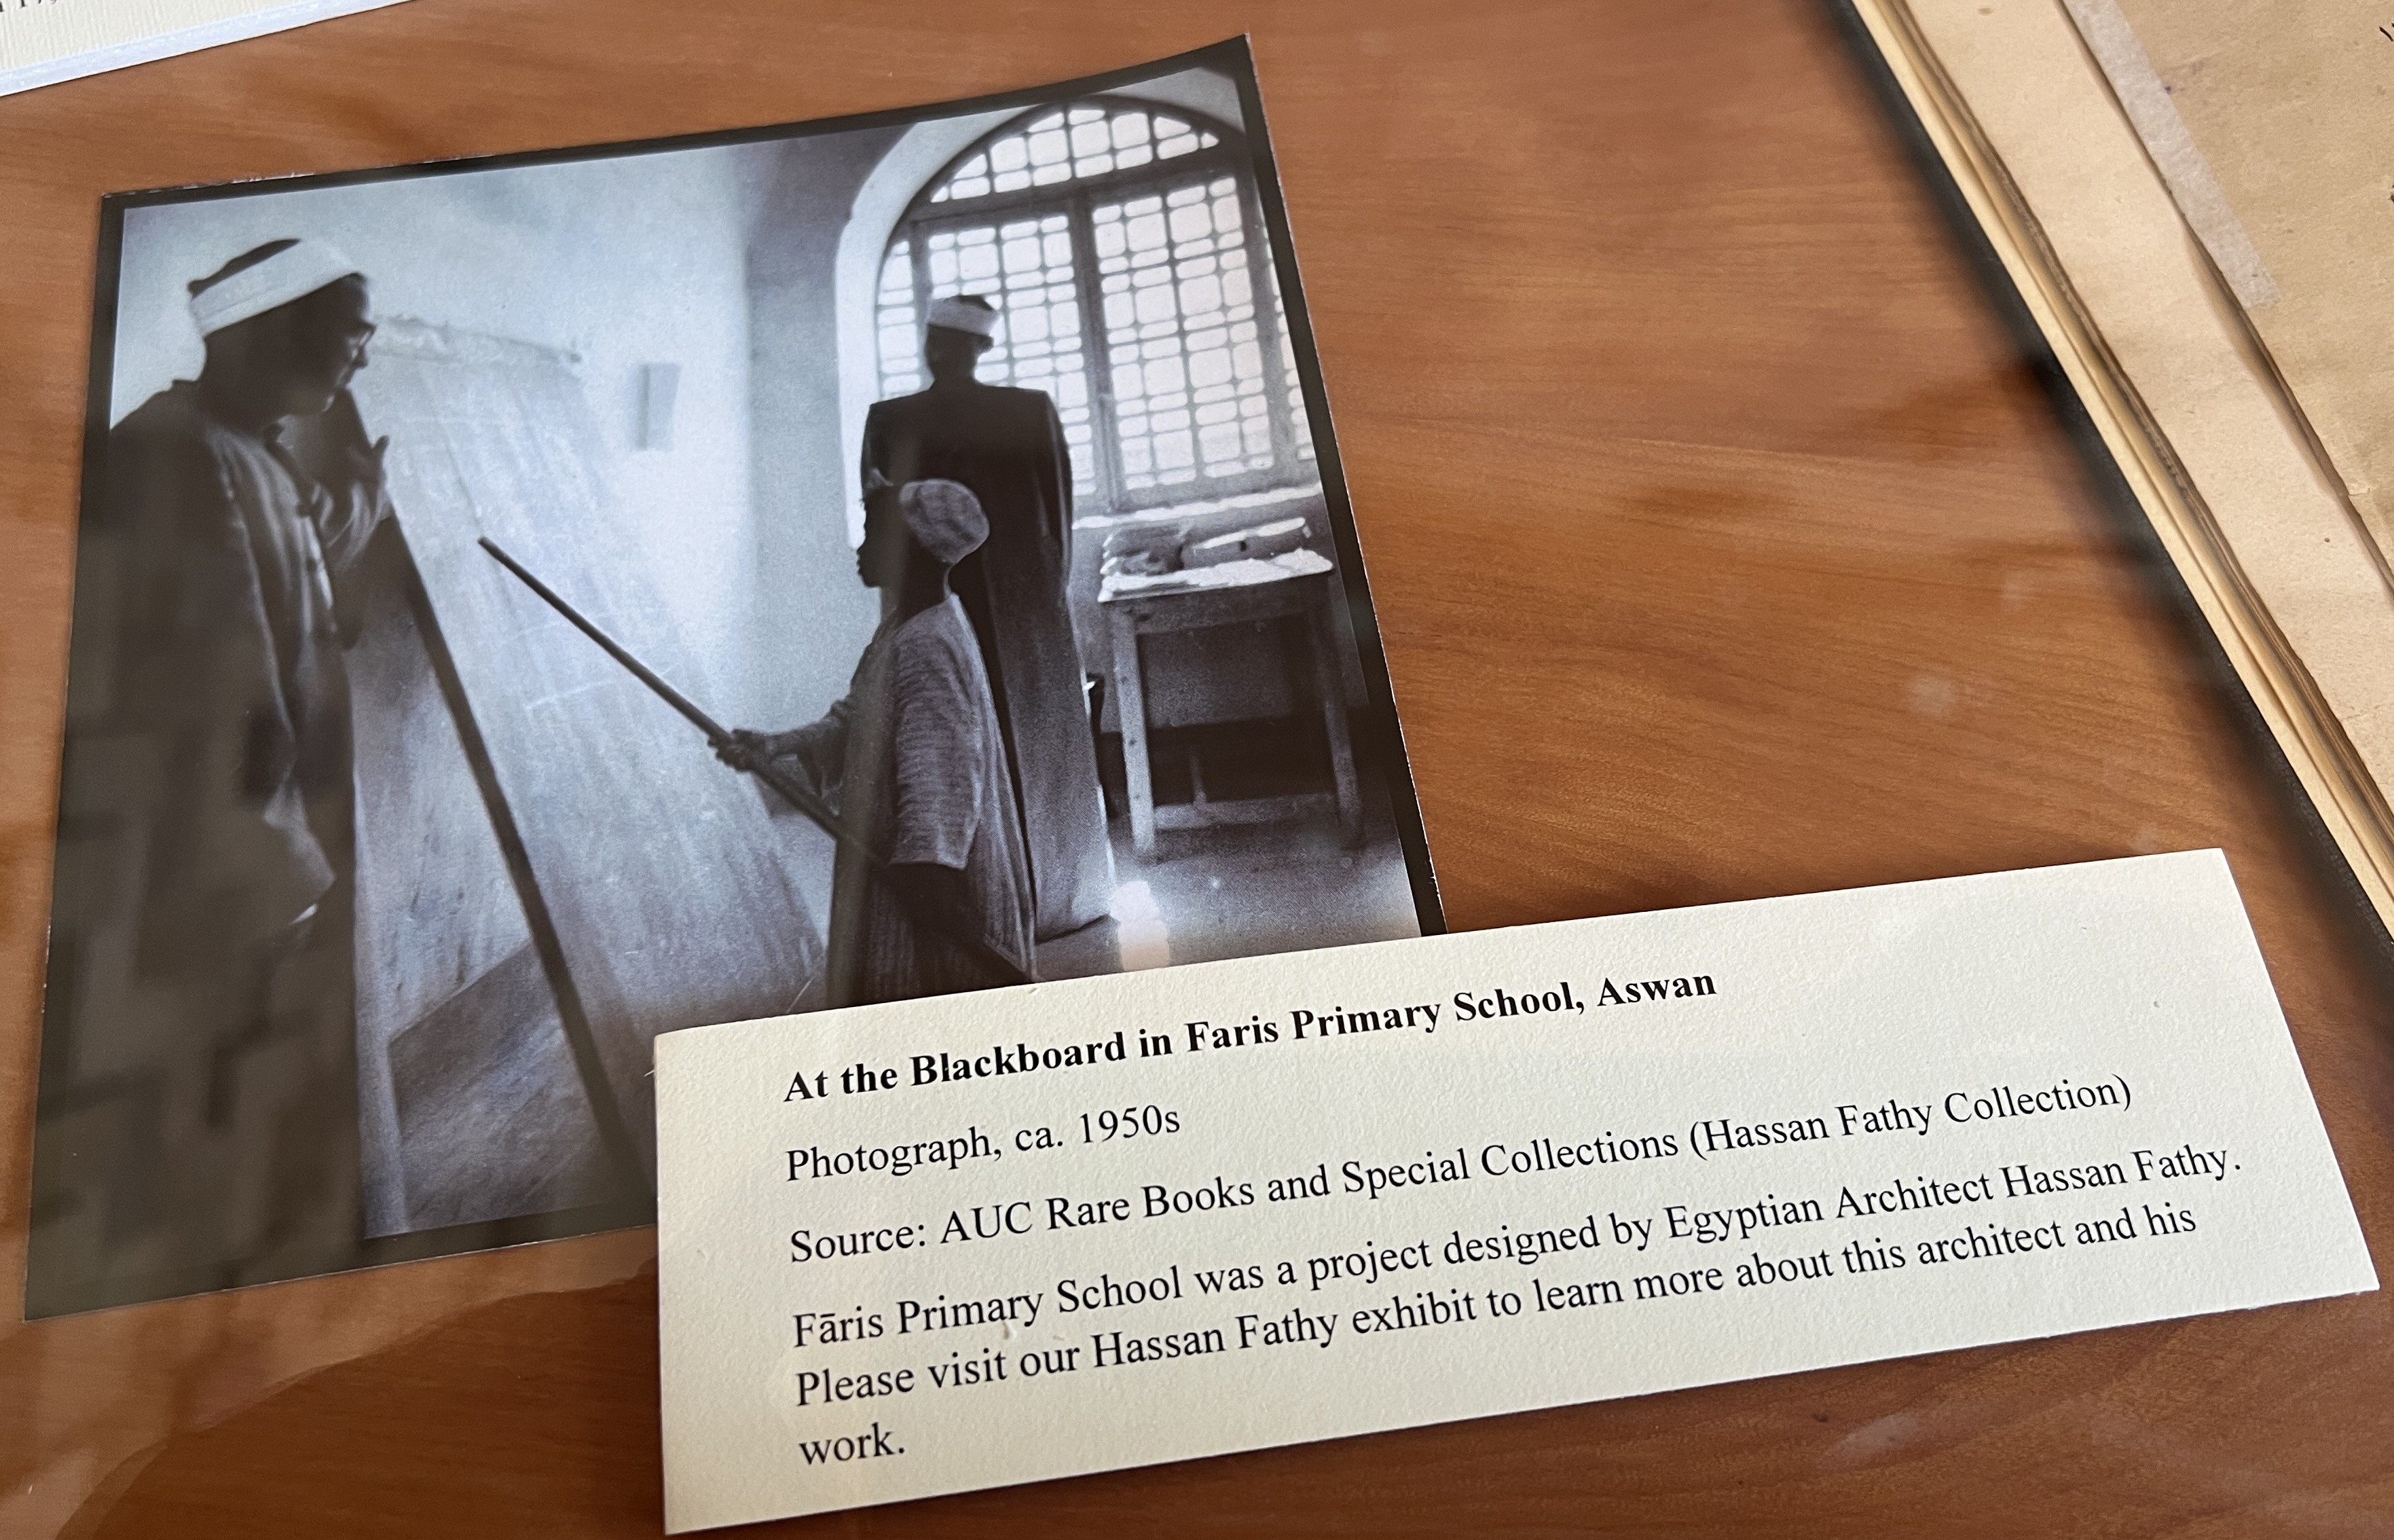 At the Blackboard in Faris Primary School, Aswan
Photograph, ca. 1950s
Source: AUC Rare Books and Special Collections (Hassan Fathy Collection)
Fāris Primary School was a project designed by Egyptian Architect Hassan Fathy.
Please visit our Hassan Fathy exhibit to learn more about this architect and his
work.